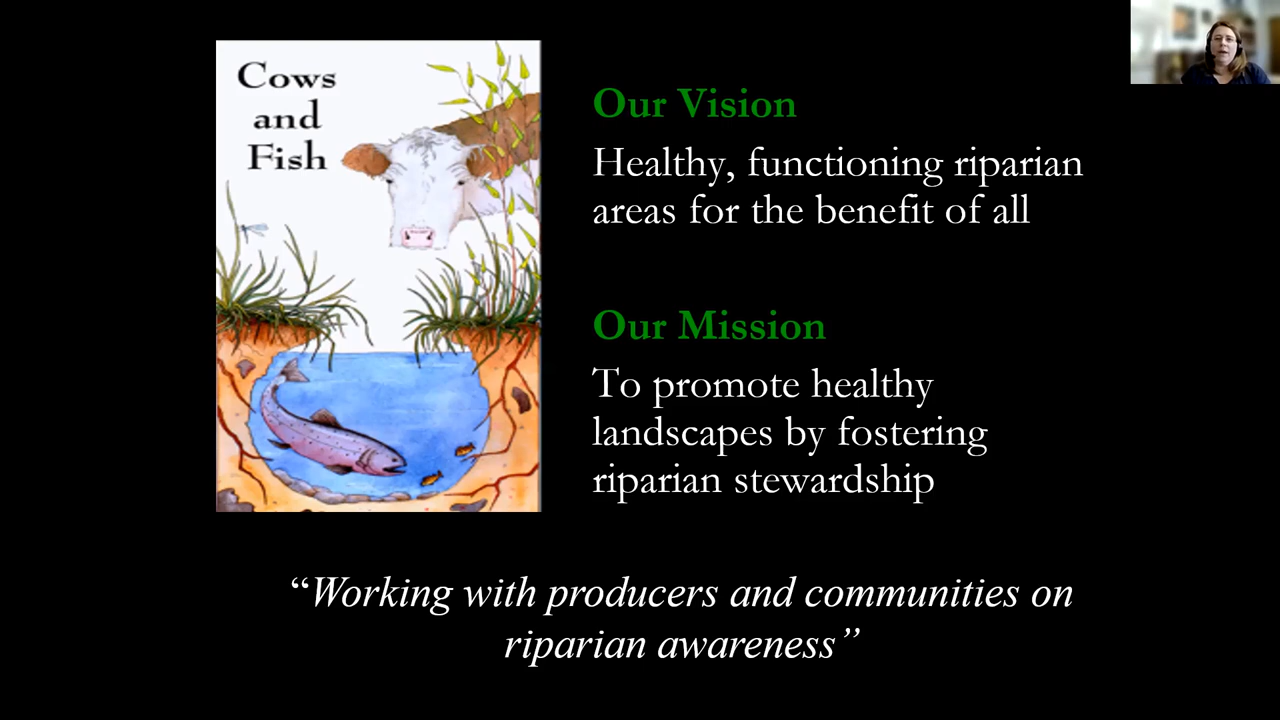 Cows
and
Fish
Our Vision
Healthy, functioning riparian
areas for the benefit of all
Our Mission
To promote healthy
landscapes by fostering
riparian stewardship
“Working with producers and communities on
riparian awareness”